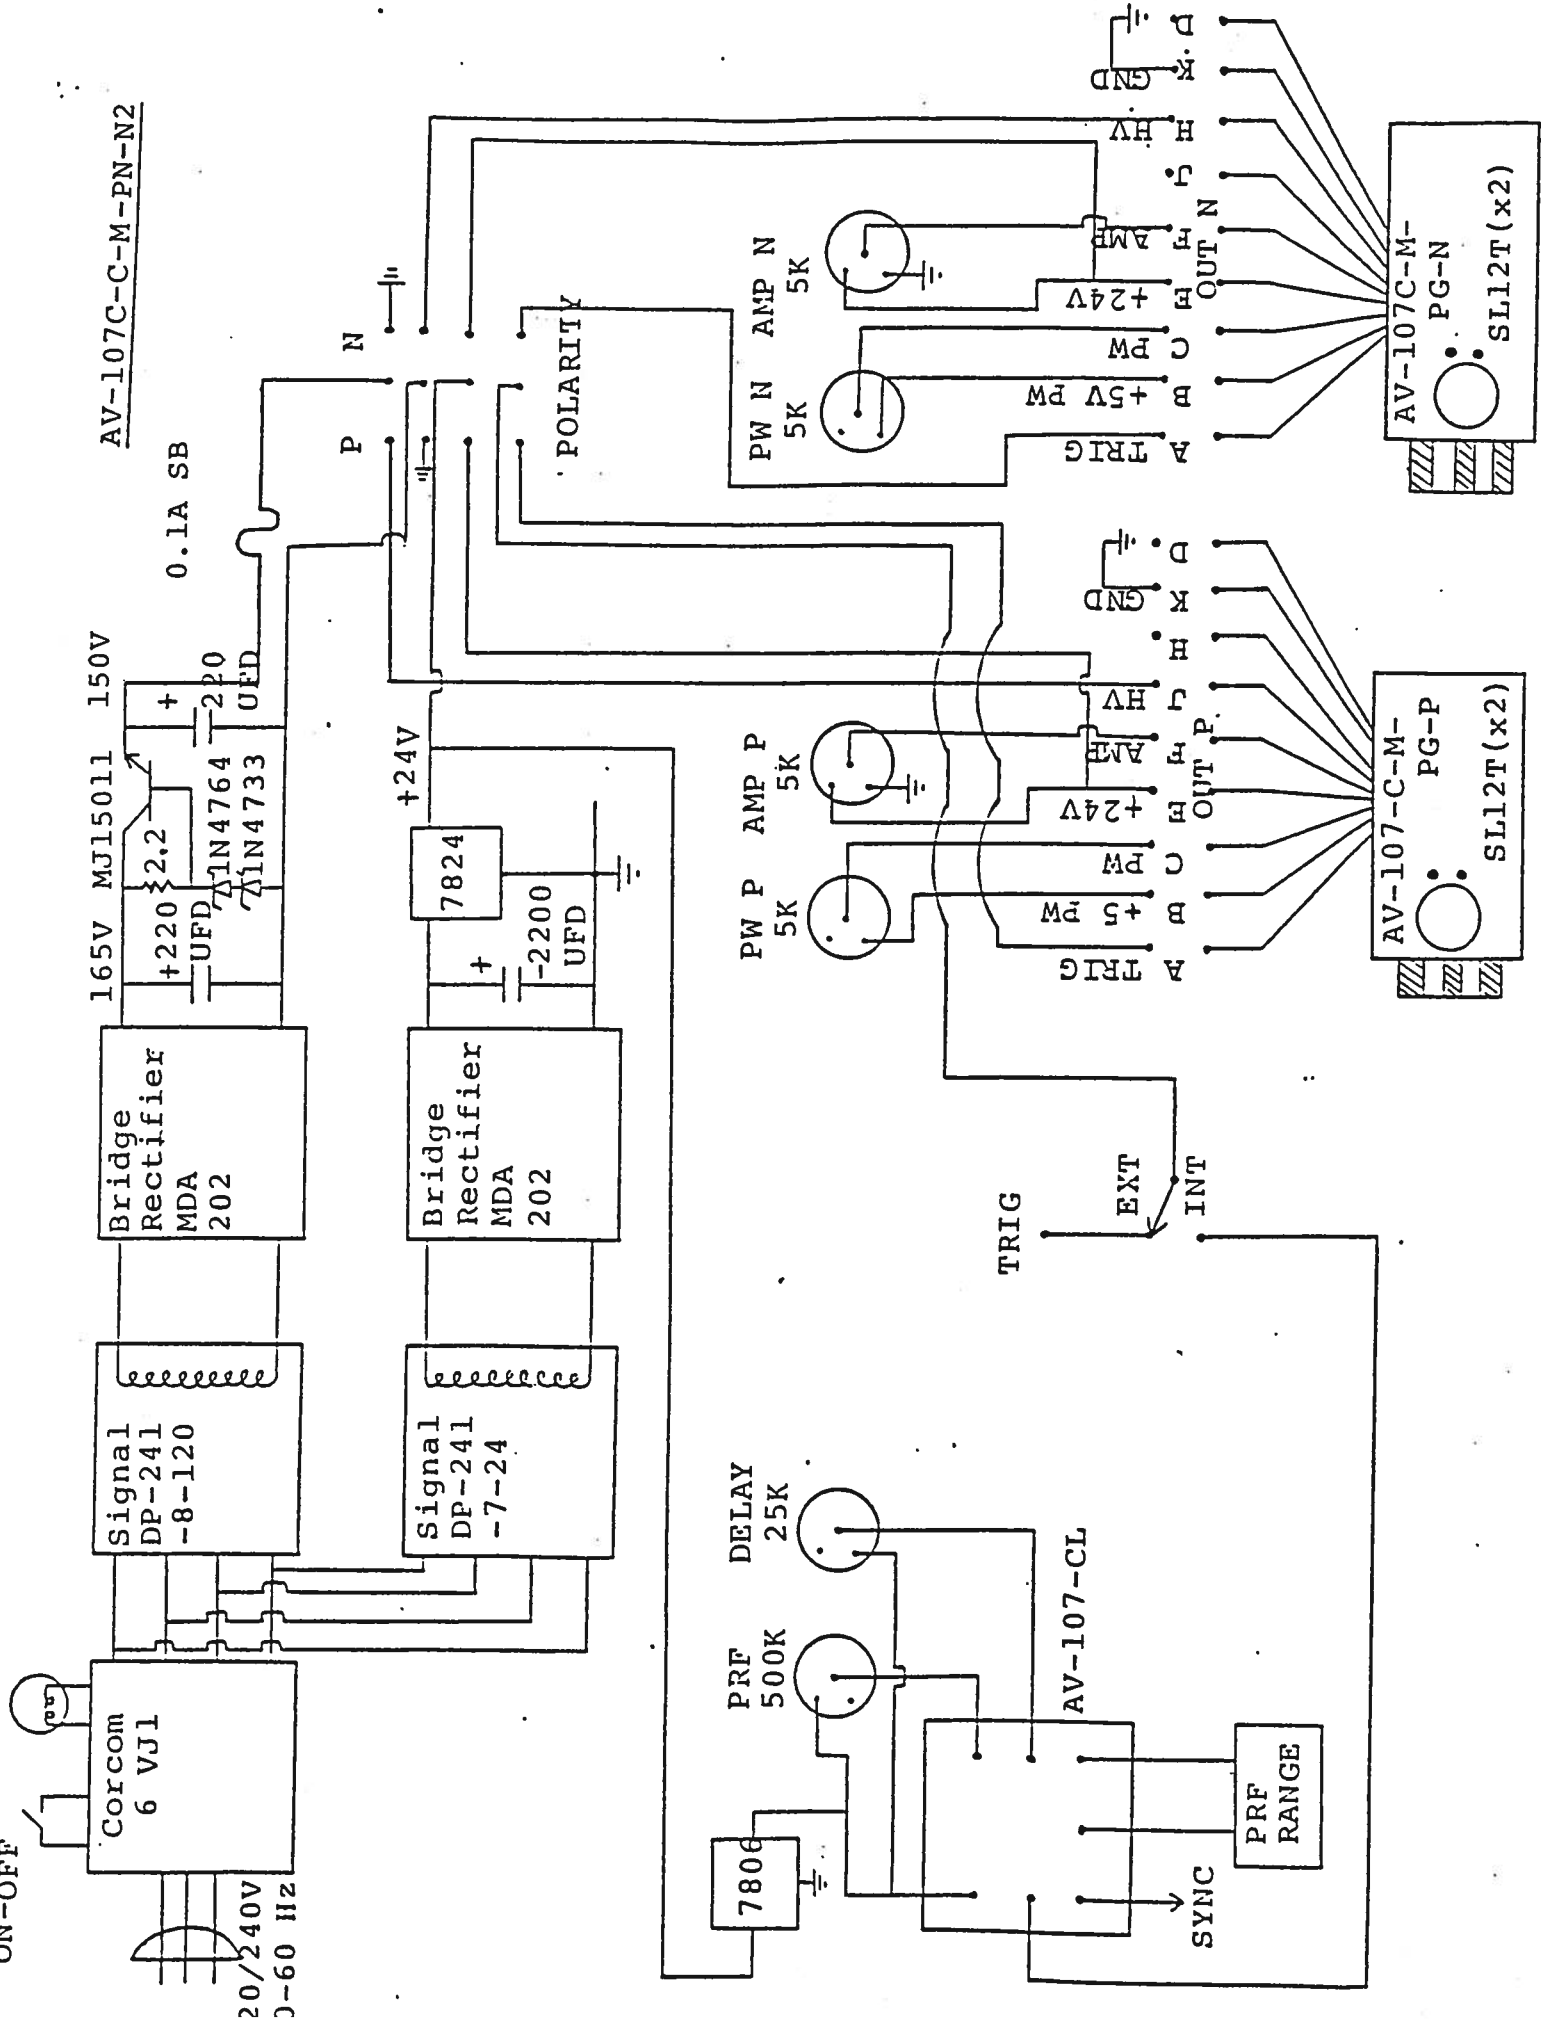 AV-107C-C-M-PN-N2
ON-OFF
20/240V
0-60 Hz
Corcom
6 VJ1
Signal
DP-241
-8-120
Bridge
Rectifier
MDA
202
165V
MJ15011
150V
+220
UFD
2.2
1N4764
1N4733
+
220
UFD
0.1A SB
Signal
DP-241
-7-24
Bridge
Rectifier
MDA
202
+
-2200
UFD
7824
+24V
P
N
POLARITY
7806
PRF
500K
DELAY
25K
AV-107-CL
SYNC
PRF
RANGE
TRIG
EXT
INT
PW P
5K
AMP P
5K
TRIG
+5 PW
PW
+24V
AMP
HV
GND
A
B
C
E
F
J
H
K
D
OUT P
AV-107-C-M-
PG-P
SL12T(x2)
PW N
5K
AMP N
5K
TRIG
+5V PW
PW
+24V
AMP
HV
GND
A
B
C
E
F
J
H
K
D
OUT N
AV-107C-M-
PG-N
SL12T(x2)